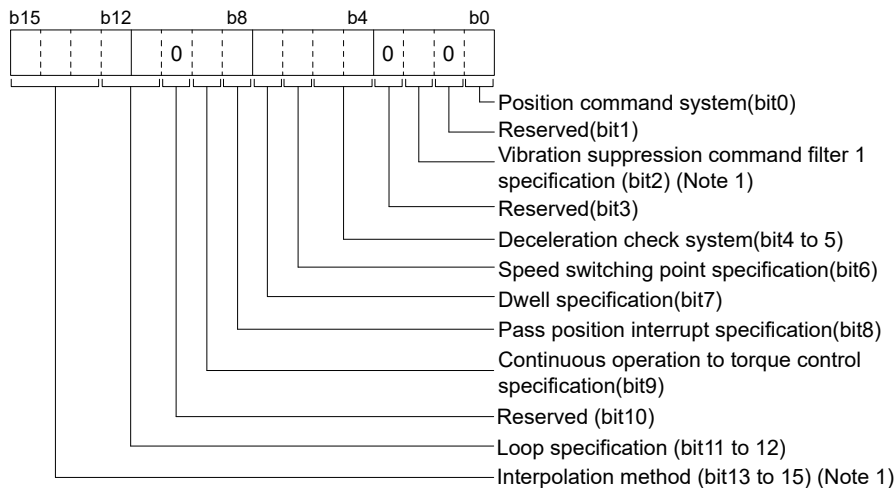 b15 b12 b8 b4 b0
0 0 0
Position command system(bit0)
Reserved(bit1)
Vibration suppression command filter 1
specification (bit2) (Note 1)
Reserved(bit3)
Deceleration check system(bit4 to 5)
Speed switching point specification(bit6)
Dwell specification(bit7)
Pass position interrupt specification(bit8)
Continuous operation to torque control
specification(bit9)
Reserved (bit10)
Loop specification (bit11 to 12)
Interpolation method (bit13 to 15) (Note 1)